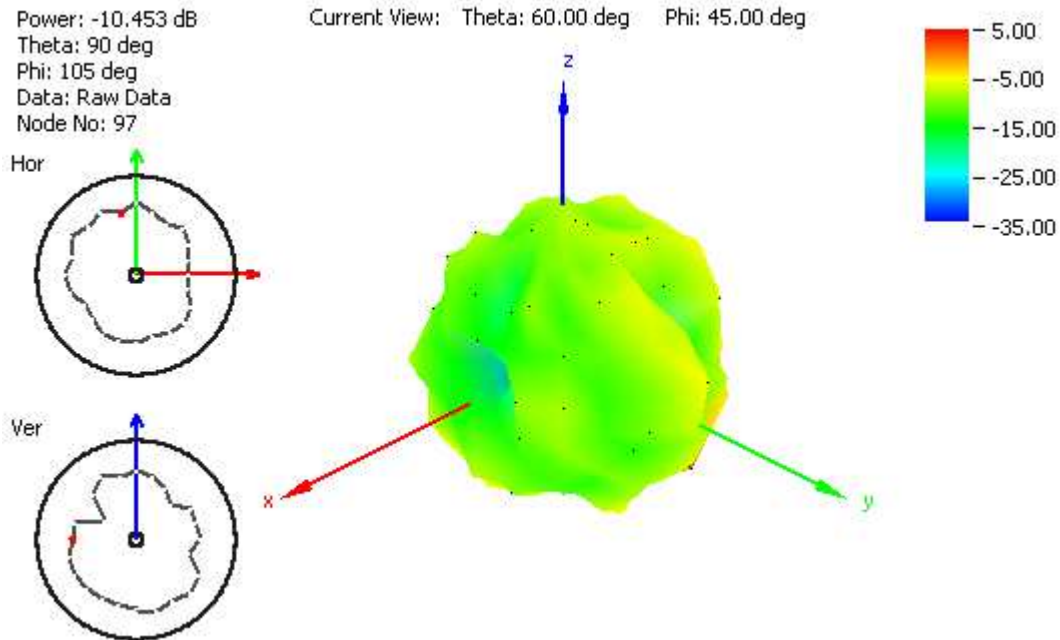 Power: -10.453 dB
Theta: 90 deg
Phi: 105 deg
Data: Raw Data
Node No: 97
Current View: Theta: 60.00 deg Phi: 45.00 deg
5.00
-5.00
-15.00
-25.00
-35.00
Hor
Ver
z
x
y